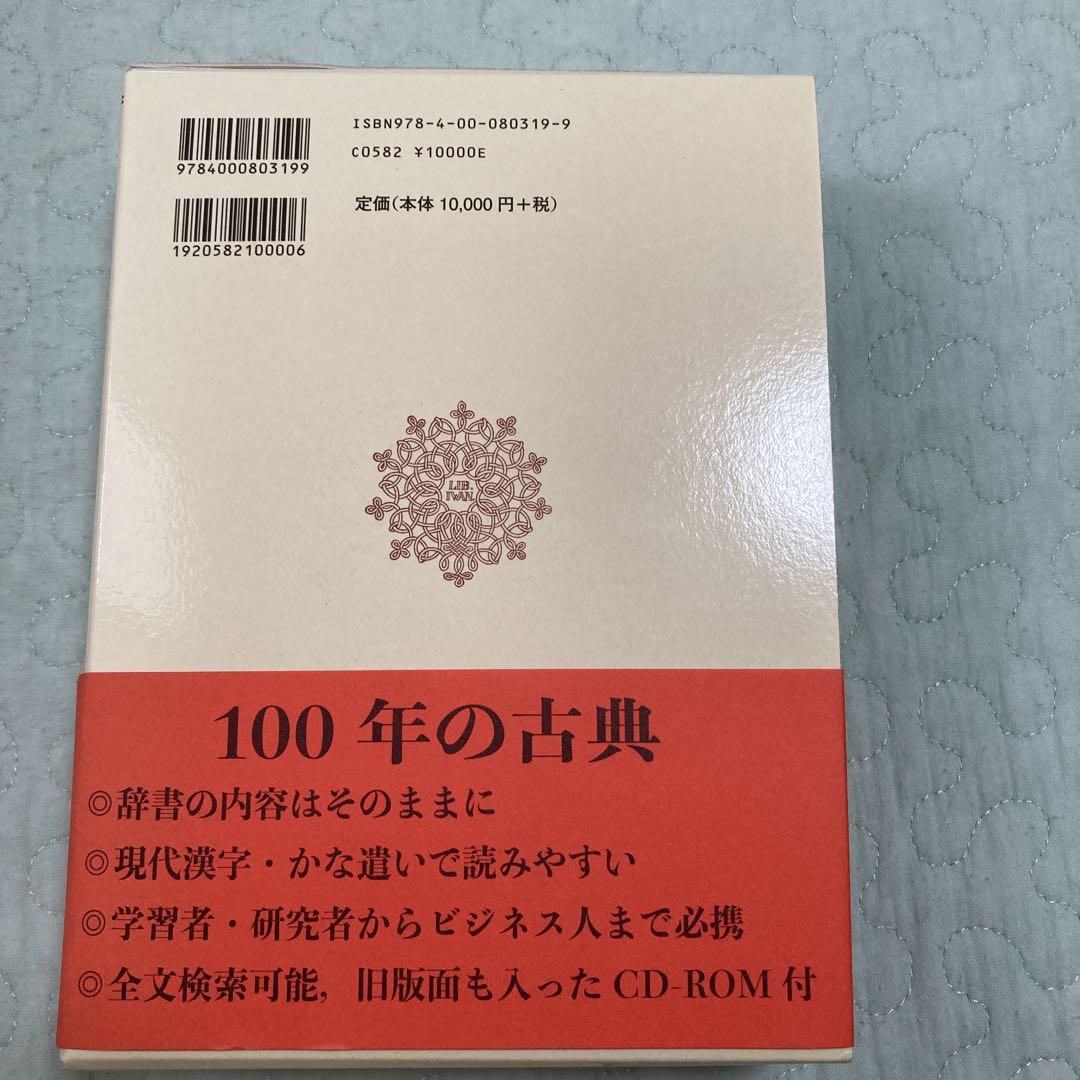 ISBN978-4-00-080319-9
C0582 ¥10000E
9784000803199
定価(本体 10,000 円+税)
1920582100006
LIB.
IWAN.
100 年の古典
◎辞書の内容はそのままに
◎現代漢字・かな遣いで読みやすい
◎学習者・研究者からビジネス人まで必携
◎全文検索可能, 旧版面も入った CD-ROM 付